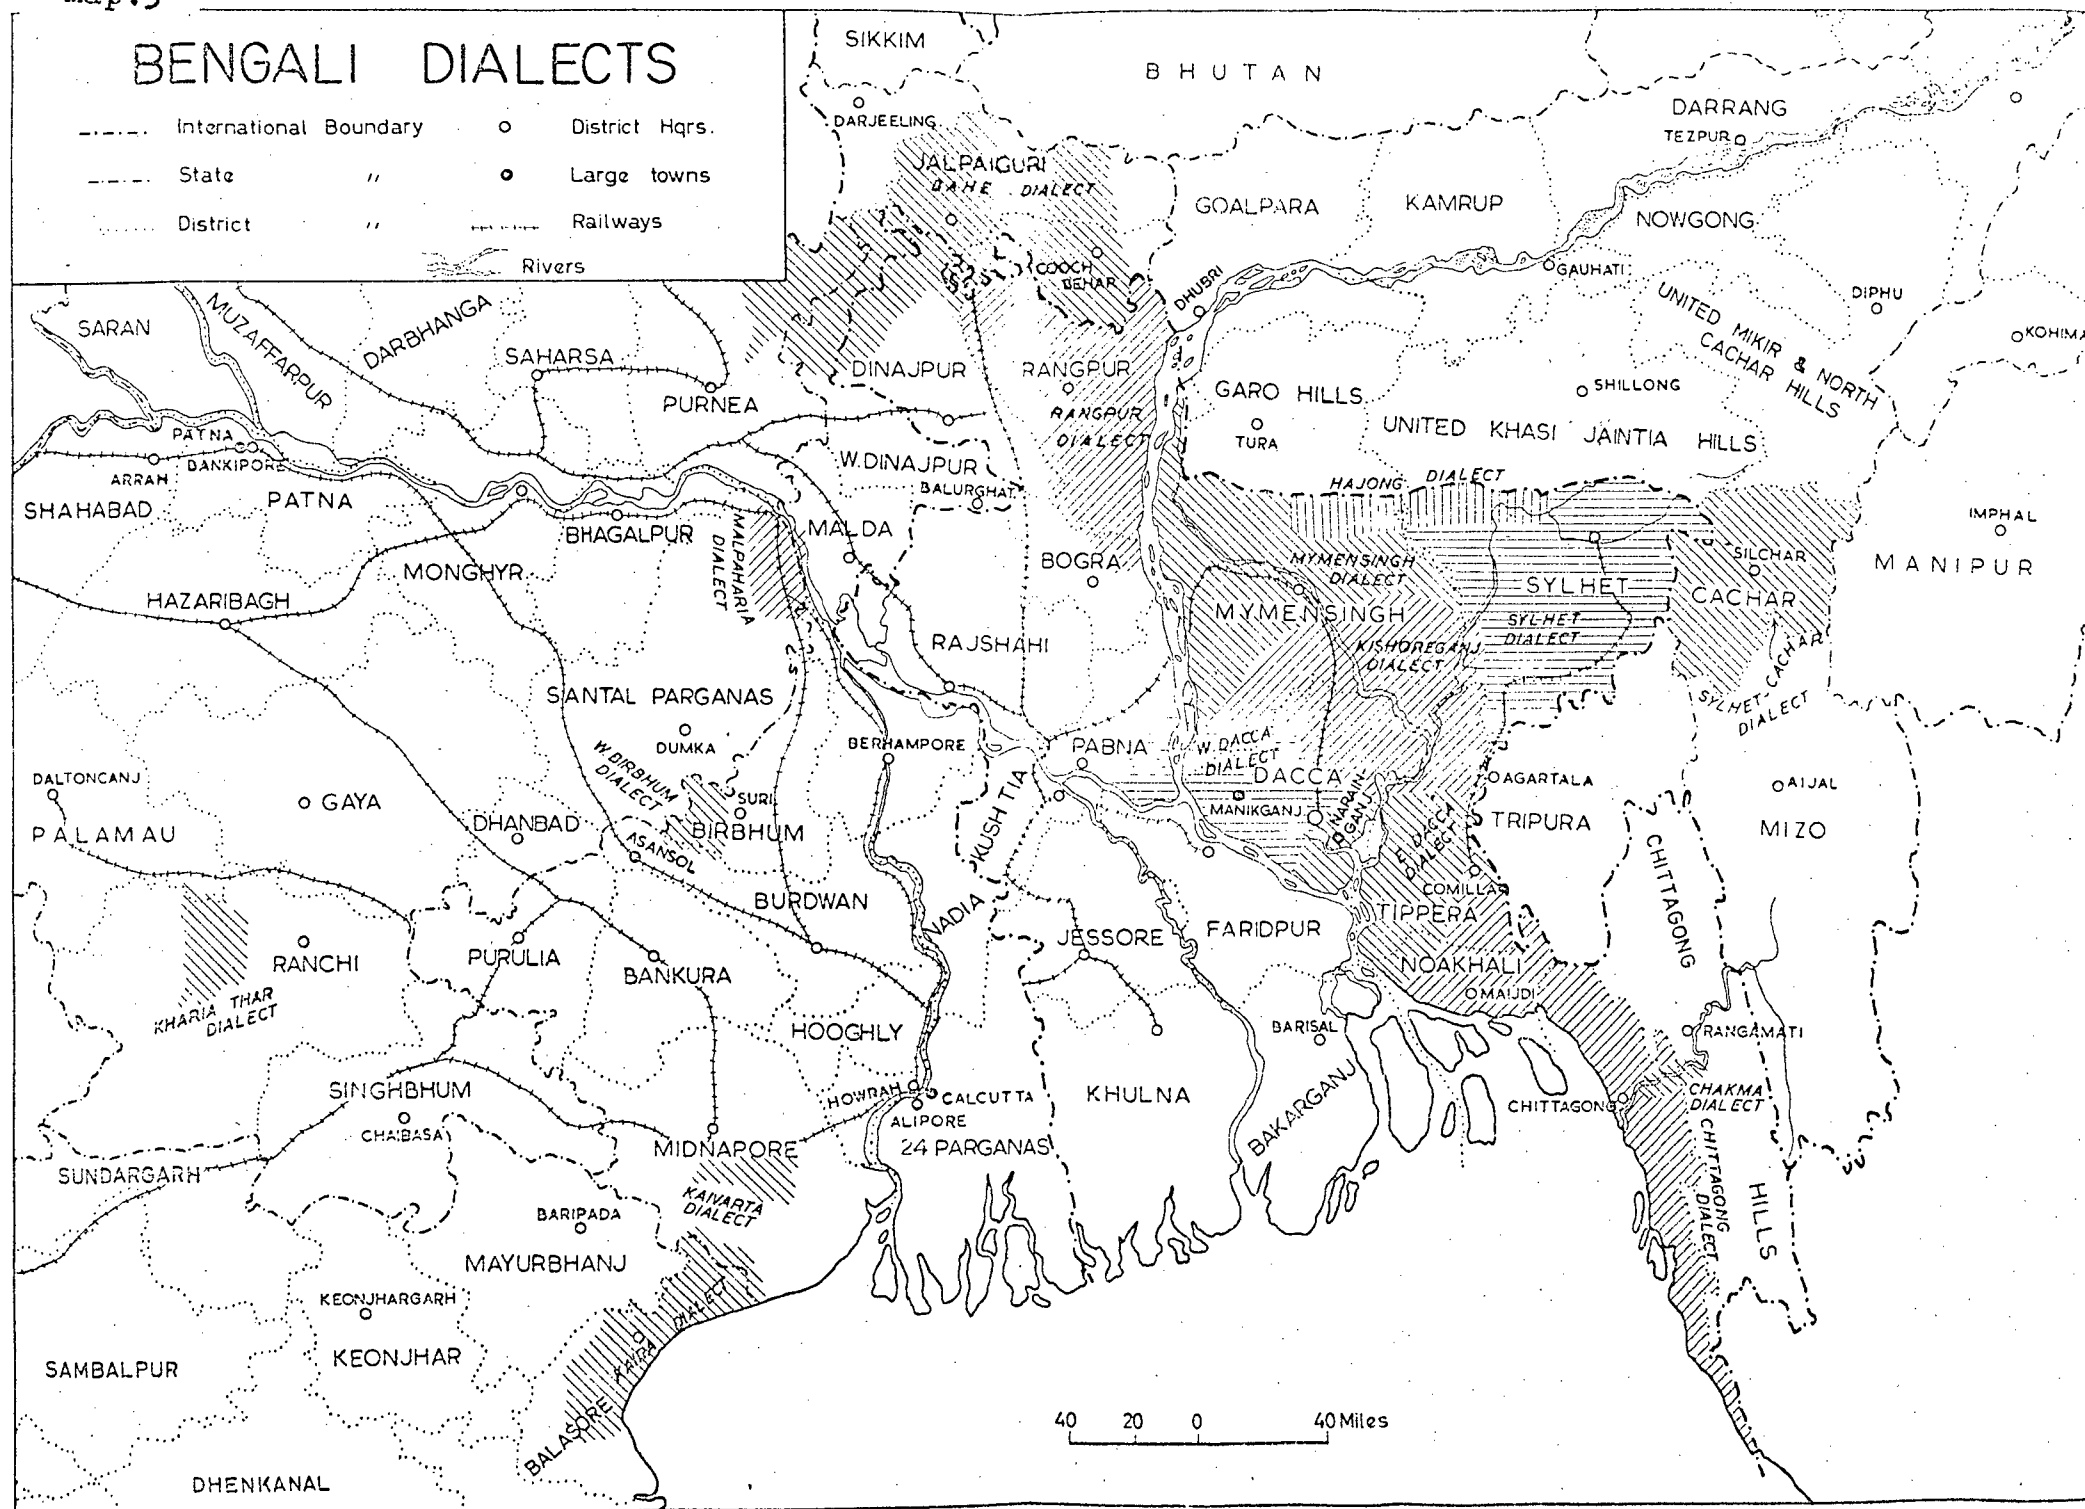 BENGALI DIALECTS
International Boundary
District Hqrs.
State "
Large towns
District "
Railways
Rivers
SIKKIM
BHUTAN
DARJEELING
DARRANG
TEZPUR
JALPAIGURI
BAHE DIALECT
GOALPARA
KAMRUP
NOWGONG
COOCH
BEHAR
DHUBRI
GAUHATI
DIPHU
UNITED MIKIR & NORTH
CACHAR HILLS
KOHIMA
SARAN
MUZAFFARPUR
DARBHANGA
SAHARSA
PURNEA
DINAJPUR
RANGPUR
RANGPUR
DIALECT
GARO HILLS
TURA
SHILLONG
UNITED KHASI JAINTIA HILLS
PATNA
BANKIPORE
ARRAH
SHAHABAD
PATNA
W. DINAJPUR
BALURGHAT
HAJONG DIALECT
BHAGALPUR
MALPAHARIA
DIALECT
MALDA
MONGHYR
HAZARIBAGH
BOGRA
MYMENSINGH
DIALECT
MYMENSINGH
SYLHET
SYLHET
DIALECT
SILCHAR
CACHAR
IMPHAL
MANIPUR
RAJSHAHI
KISHOREGANJ
DIALECT
SYLHET-CACHAR
DIALECT
SANTAL PARGANAS
DUMKA
BERHAMPORE
PABNA
W. DACCA
DIALECT
DACCA
MANIKGANJ
NARAIN
GANJ
AGARTALA
TRIPURA
AIJAL
MIZO
DALTONCANJ
PALAMAU
GAYA
DHANBAD
W. BIRBHUM
DIALECT
SURI
BIRBHUM
ASANSOL
KUSHTIA
E. DACCA
DIALECT
COMILLA
TIPPERA
CHITTAGONG
HILLS
BURDWAN
NADIA
JESSORE
FARIDPUR
NOAKHALI
MAIJDI
RANCHI
KHARIA THAR
DIALECT
PURULIA
BANKURA
HOOGHLY
BARISAL
RANGAMATI
SINGHBHUM
CHAIBASA
HOWRAH
CALCUTTA
ALIPORE
24 PARGANAS
KHULNA
BAKARGANJ
CHITTAGONG
CHAKMA
DIALECT
CHITTAGONG
DIALECT
MIDNAPORE
SUNDARGARH
KAIVARTA
DIALECT
BARIPADA
MAYURBHANJ
KEONJHARGARH
KEONJHAR
SAMBALPUR
DIALECT
BALASORE
DHENKANAL
40 20 0 40 Miles